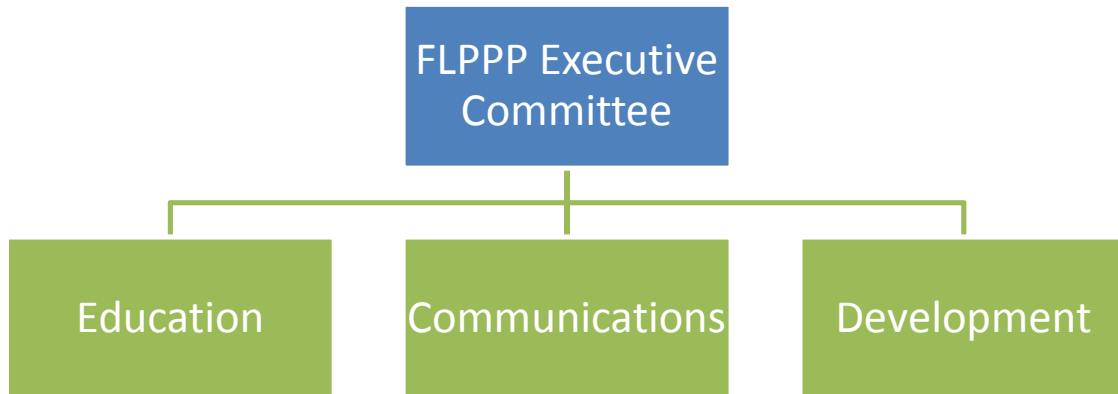 FLPPP Executive
Committee
Education
Communications
Development